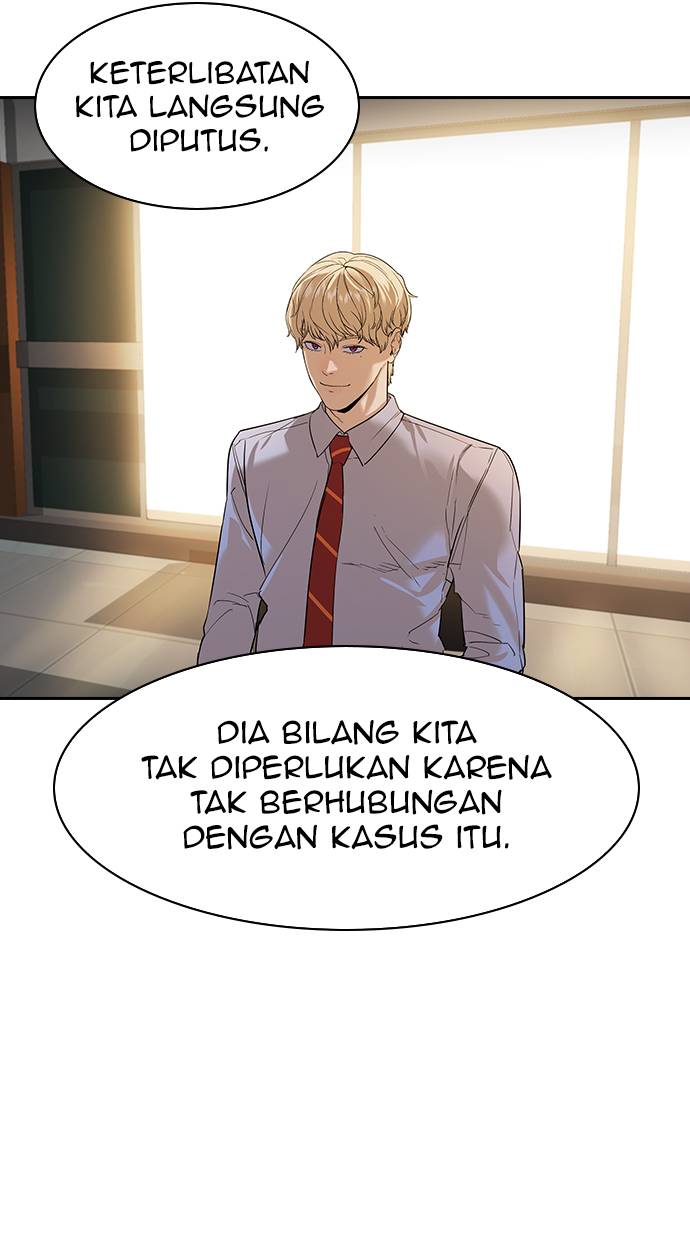 KETERLIBATAN
KITA LANGSUNG
DIPUTUS.
DIA BILANG KITA
TAK DIPERLUKAN KARENA
TAK BERHUBUNGAN
DENGAN KASUS ITU.